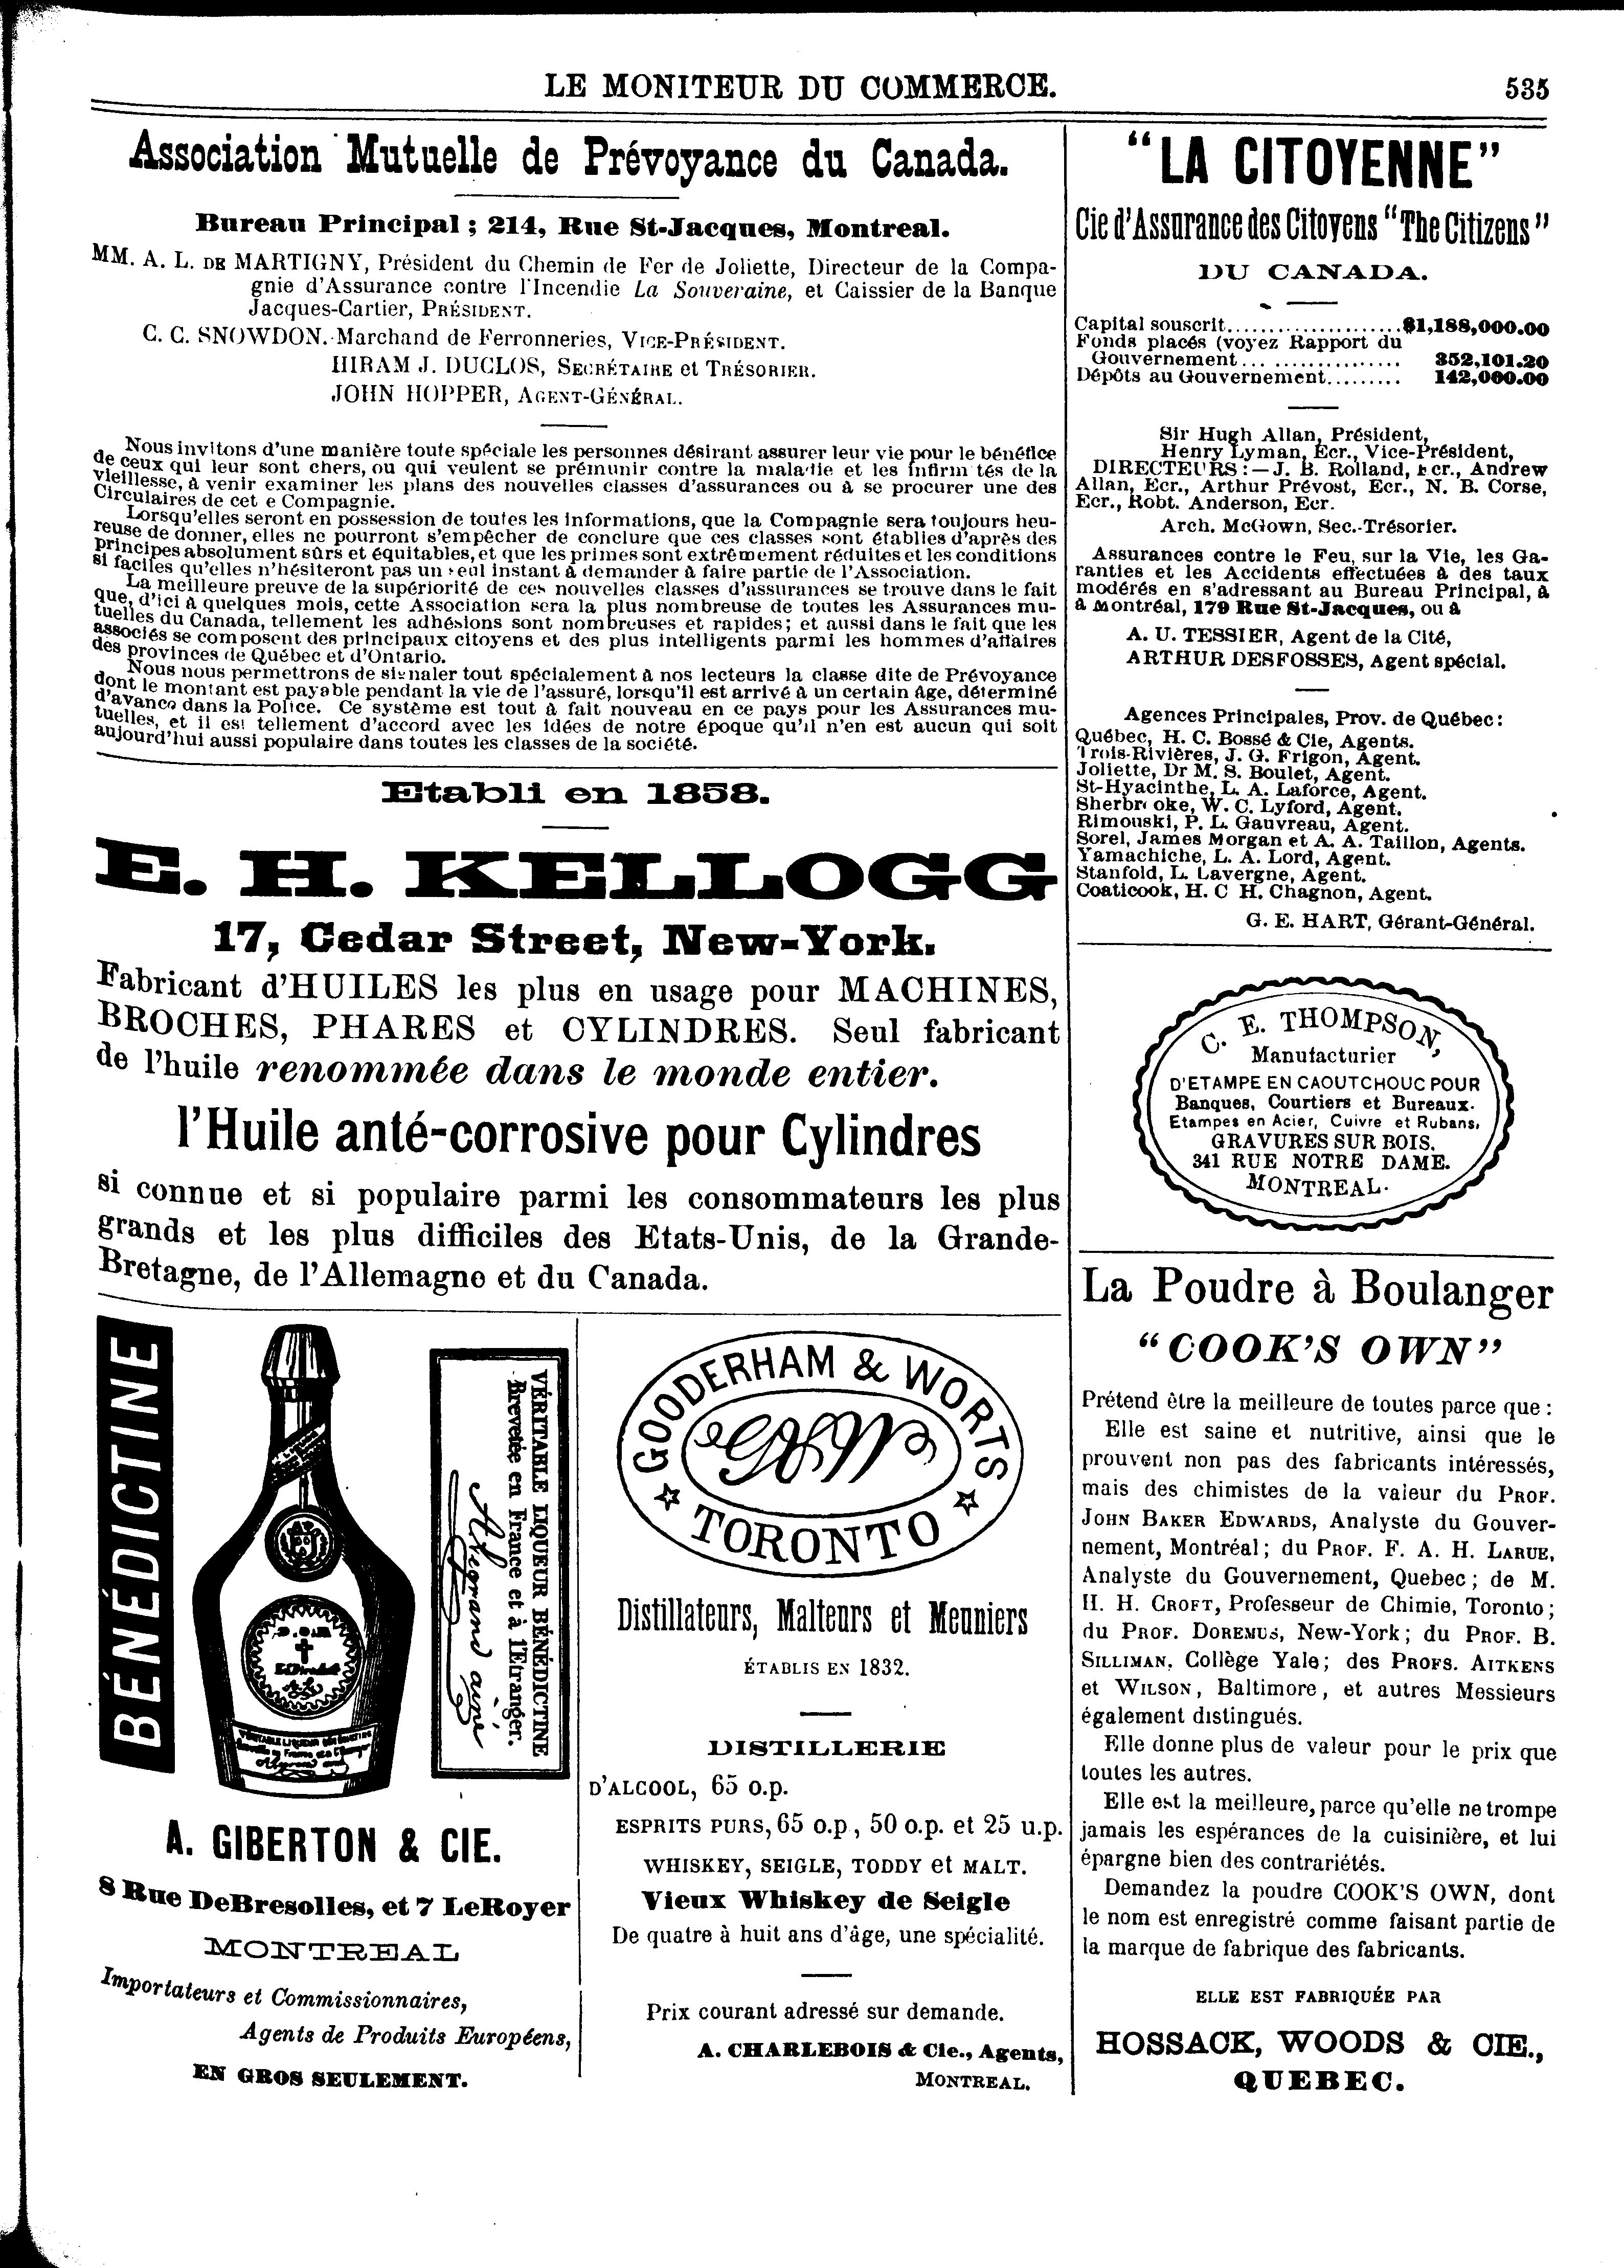 LE MONITEUR DU COMMERCE.
535
Association Mutuelle de Prévoyance du Canada.
Bureau Principal ; 214, Rue St-Jacques, Montreal.
MM. A. L. DE MARTIGNY, Président du Chemin de Fer de Joliette, Directeur de la Compa-
gnie d'Assurance contre l'Incendie La Souveraine, et Caissier de la Banque
Jacques-Cartier, PRÉSIDENT.
C. C. SNOWDON. Marchand de Ferronneries, VICE-PRÉSIDENT.
HIRAM J. DUCLOS, SECRÉTAIRE et TRÉSORIER.
JOHN HOPPER, AGENT-GÉNÉRAL.
Nous invitons d'une manière toute spéciale les personnes désirant assurer leur vie pour le bénéfice
de ceux qui leur sont chers, ou qui veulent se prémunir contre la maladie et les infirm tés de la
vieillesse, à venir examiner les plans des nouvelles classes d'assurances ou à se procurer une des
Circulaires de cet e Compagnie.
Lorsqu'elles seront en possession de toutes les informations, que la Compagnie sera toujours heu-
reuse de donner, elles ne pourront s'empêcher de conclure que ces classes sont établies d'après des
principes absolument sûrs et équitables, et que les primes sont extrêmement réduites et les conditions
si faciles qu'elles n'hésiteront pas un seul instant à demander à faire partie de l'Association.
La meilleure preuve de la supériorité de ces nouvelles classes d'assurances se trouve dans le fait
que, d'ici à quelques mois, cette Association sera la plus nombreuse de toutes les Assurances mu-
tuelles du Canada, tellement les adhésions sont nombreuses et rapides; et aussi dans le fait que les
associés se composent des principaux citoyens et des plus intelligents parmi les hommes d'affaires
des provinces de Québec et d'Ontario.
Nous nous permettrons de signaler tout spécialement à nos lecteurs la classe dite de Prévoyance
dont le montant est payable pendant la vie de l'assuré, lorsqu'il est arrivé à un certain âge, déterminé
d'avance dans la Police. Ce système est tout à fait nouveau en ce pays pour les Assurances mu-
tuelles, et il est tellement d'accord avec les idées de notre époque qu'il n'en est aucun qui soit
aujourd'hui aussi populaire dans toutes les classes de la société.
Etabli en 1858.
E. H. KELLOGG
17, Cedar Street, New-York.
Fabricant d'HUILES les plus en usage pour MACHINES,
BROCHES, PHARES et CYLINDRES. Seul fabricant
de l'huile renommée dans le monde entier.
l'Huile anté-corrosive pour Cylindres
si connue et si populaire parmi les consommateurs les plus
grands et les plus difficiles des Etats-Unis, de la Grande-
Bretagne, de l'Allemagne et du Canada.
BÉNÉDICTINE
VÉRITABLE LIQUEUR BÉNÉDICTINE
Brevetée en France et à l'Etranger.
Alegrand aîné
A. GIBERTON & CIE.
8 Rue DeBresolles, et 7 LeRoyer
MONTREAL
Importateurs et Commissionnaires,
Agents de Produits Européens,
EN GROS SEULEMENT.
GOODERHAM & WORTS
G&W
TORONTO
Distillateurs, Malteurs et Meuniers
ÉTABLIS EN 1832.
DISTILLERIE
D'ALCOOL, 65 o.p.
ESPRITS PURS, 65 o.p , 50 o.p. et 25 u.p.
WHISKEY, SEIGLE, TODDY et MALT.
Vieux Whiskey de Seigle
De quatre à huit ans d'âge, une spécialité.
Prix courant adressé sur demande.
A. CHARLEBOIS & Cie., Agents,
MONTREAL.
"LA CITOYENNE"
Cie d'Assurance des Citoyens "The Citizens"
DU CANADA.
Capital souscrit.....................$1,188,000.00
Fonds placés (voyez Rapport du
Gouvernement... ................ 352,101.20
Dépôts au Gouvernement......... 142,000.00
Sir Hugh Allan, Président,
Henry Lyman, Ecr., Vice-Président,
DIRECTEURS :—J. B. Rolland, Ecr., Andrew
Allan, Ecr., Arthur Prévost, Ecr., N. B. Corse,
Ecr., Robt. Anderson, Ecr.
Arch. McGown, Sec.-Trésorier.
Assurances contre le Feu, sur la Vie, les Ga-
ranties et les Accidents effectuées à des taux
modérés en s'adressant au Bureau Principal, à
à Montréal, 179 Rue St-Jacques, ou à
A. U. TESSIER, Agent de la Cité,
ARTHUR DESFOSSES, Agent spécial.
Agences Principales, Prov. de Québec:
Québec, H. C. Bossé & Cie, Agents.
Trois-Rivières, J. G. Frigon, Agent.
Joliette, Dr M. S. Boulet, Agent.
St-Hyacinthe, L. A. Laforce, Agent.
Sherbr oke, W. C. Lyford, Agent.
Rimouski, P. L. Gauvreau, Agent.
Sorel, James Morgan et A. A. Taillon, Agents.
Yamachiche, L. A. Lord, Agent.
Stanfold, L. Lavergne, Agent.
Coaticook, H. C H. Chagnon, Agent.
G. E. HART, Gérant-Général.
C. E. THOMPSON,
Manufacturier
D'ETAMPE EN CAOUTCHOUC POUR
Banques, Courtiers et Bureaux.
Etampes en Acier, Cuivre et Rubans,
GRAVURES SUR BOIS.
341 RUE NOTRE DAME.
MONTREAL.
La Poudre à Boulanger
"COOK'S OWN"
Prétend être la meilleure de toutes parce que :
Elle est saine et nutritive, ainsi que le
prouvent non pas des fabricants intéressés,
mais des chimistes de la valeur du PROF.
JOHN BAKER EDWARDS, Analyste du Gouver-
nement, Montréal; du PROF. F. A. H. LARUE,
Analyste du Gouvernement, Quebec; de M.
H. H. CROFT, Professeur de Chimie, Toronto;
du PROF. DOREMUS, New-York; du PROF. B.
SILLIMAN, Collège Yale; des PROFS. AITKENS
et WILSON, Baltimore, et autres Messieurs
également distingués.
Elle donne plus de valeur pour le prix que
toutes les autres.
Elle est la meilleure, parce qu'elle ne trompe
jamais les espérances de la cuisinière, et lui
épargne bien des contrariétés.
Demandez la poudre COOK'S OWN, dont
le nom est enregistré comme faisant partie de
la marque de fabrique des fabricants.
ELLE EST FABRIQUÉE PAR
HOSSACK, WOODS & CIE.,
QUEBEC.